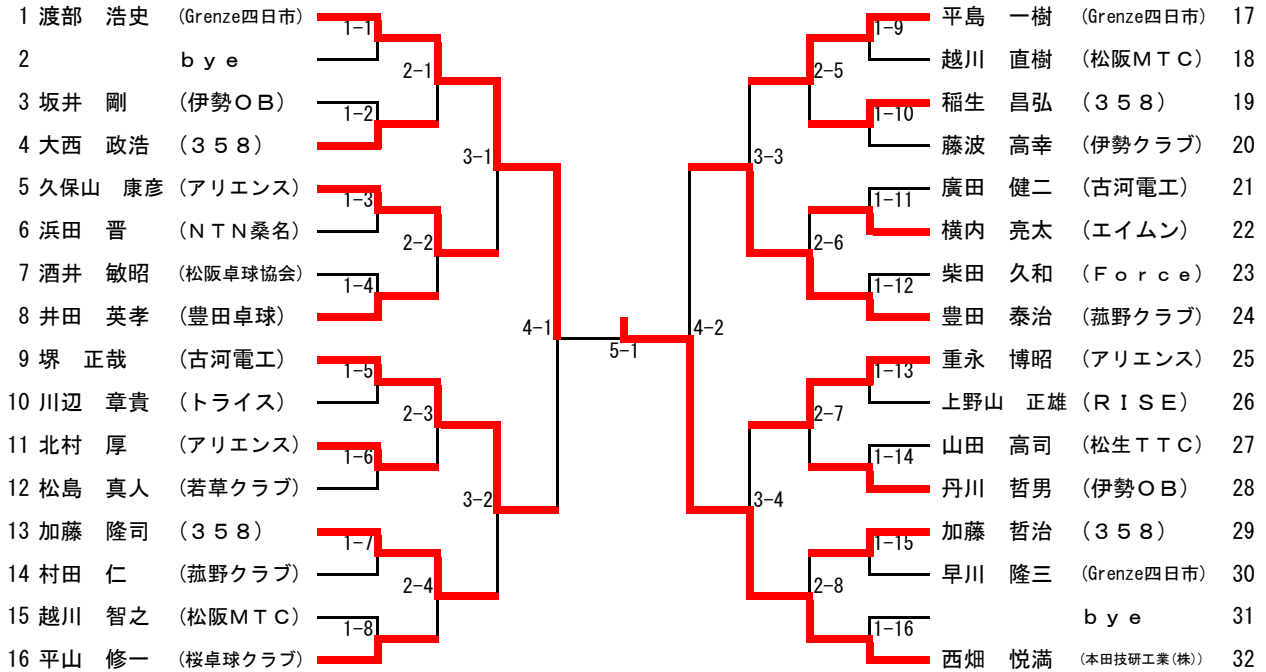 1 渡部　浩史 (Grenze四日市)
1-1
2 ｂｙｅ
2-1
3 坂井　剛 (伊勢ＯＢ)
1-2
4 大西　政浩 (３５８)
3-1
5 久保山　康彦 (アリエンス)
1-3
6 浜田　晋 (ＮＴＮ桑名)
2-2
7 酒井　敏昭 (松阪卓球協会)
1-4
8 井田　英孝 (豊田卓球)
4-1
9 堺　正哉 (古河電工)
1-5
10 川辺　章貴 (トライス)
2-3
11 北村　厚 (アリエンス)
1-6
12 松島　真人 (若草クラブ)
3-2
13 加藤　隆司 (３５８)
1-7
14 村田　仁 (菰野クラブ)
2-4
15 越川　智之 (松阪ＭＴＣ)
1-8
16 平山　修一 (桜卓球クラブ)
5-1
平島　一樹 (Grenze四日市) 17
1-9
越川　直樹 (松阪ＭＴＣ) 18
2-5
稲生　昌弘 (３５８) 19
1-10
藤波　高幸 (伊勢クラブ) 20
3-3
廣田　健二 (古河電工) 21
1-11
横内　亮太 (エイムン) 22
2-6
柴田　久和 (Ｆｏｒｃｅ) 23
1-12
豊田　泰治 (菰野クラブ) 24
4-2
重永　博昭 (アリエンス) 25
1-13
上野山　正雄 (ＲＩＳＥ) 26
2-7
山田　高司 (松生ＴＴＣ) 27
1-14
丹川　哲男 (伊勢ＯＢ) 28
3-4
加藤　哲治 (３５８) 29
1-15
早川　隆三 (Grenze四日市) 30
2-8
ｂｙｅ 31
1-16
西畑　悦満 (本田技研工業(株)) 32